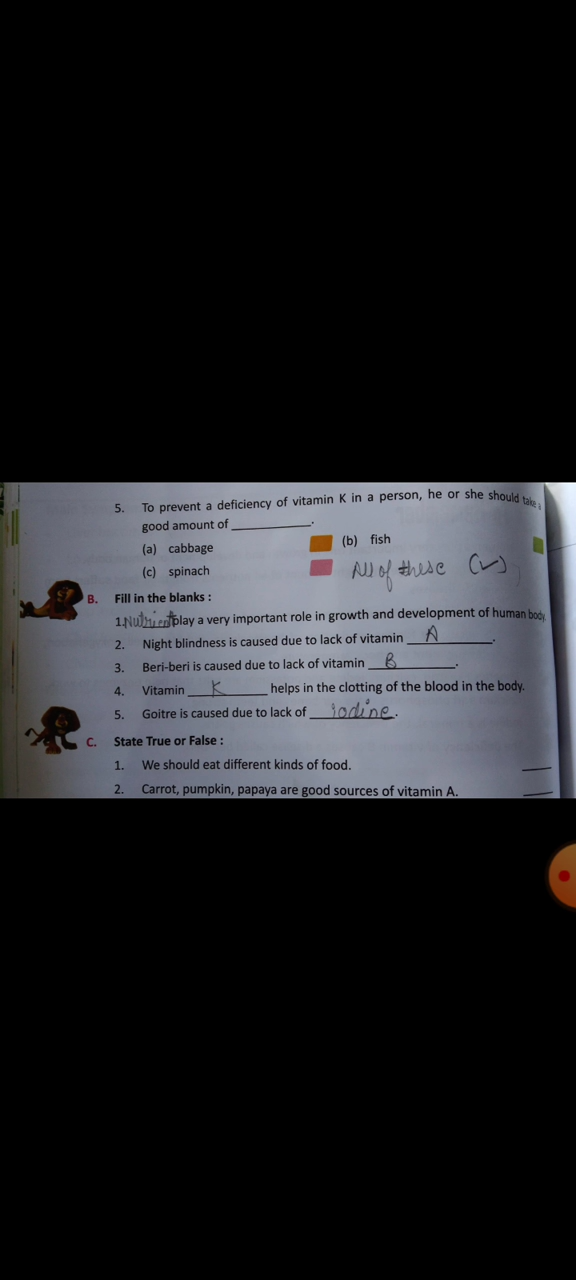 5. To prevent a deficiency of vitamin K in a person, he or she should take a
good amount of ____________.
(a) cabbage (b) fish
(c) spinach All of these (✓)
B. Fill in the blanks :
1. Nutrient play a very important role in growth and development of human body.
2. Night blindness is caused due to lack of vitamin A.
3. Beri-beri is caused due to lack of vitamin B.
4. Vitamin K helps in the clotting of the blood in the body.
5. Goitre is caused due to lack of iodine.
C. State True or False :
1. We should eat different kinds of food. ____
2. Carrot, pumpkin, papaya are good sources of vitamin A. ____